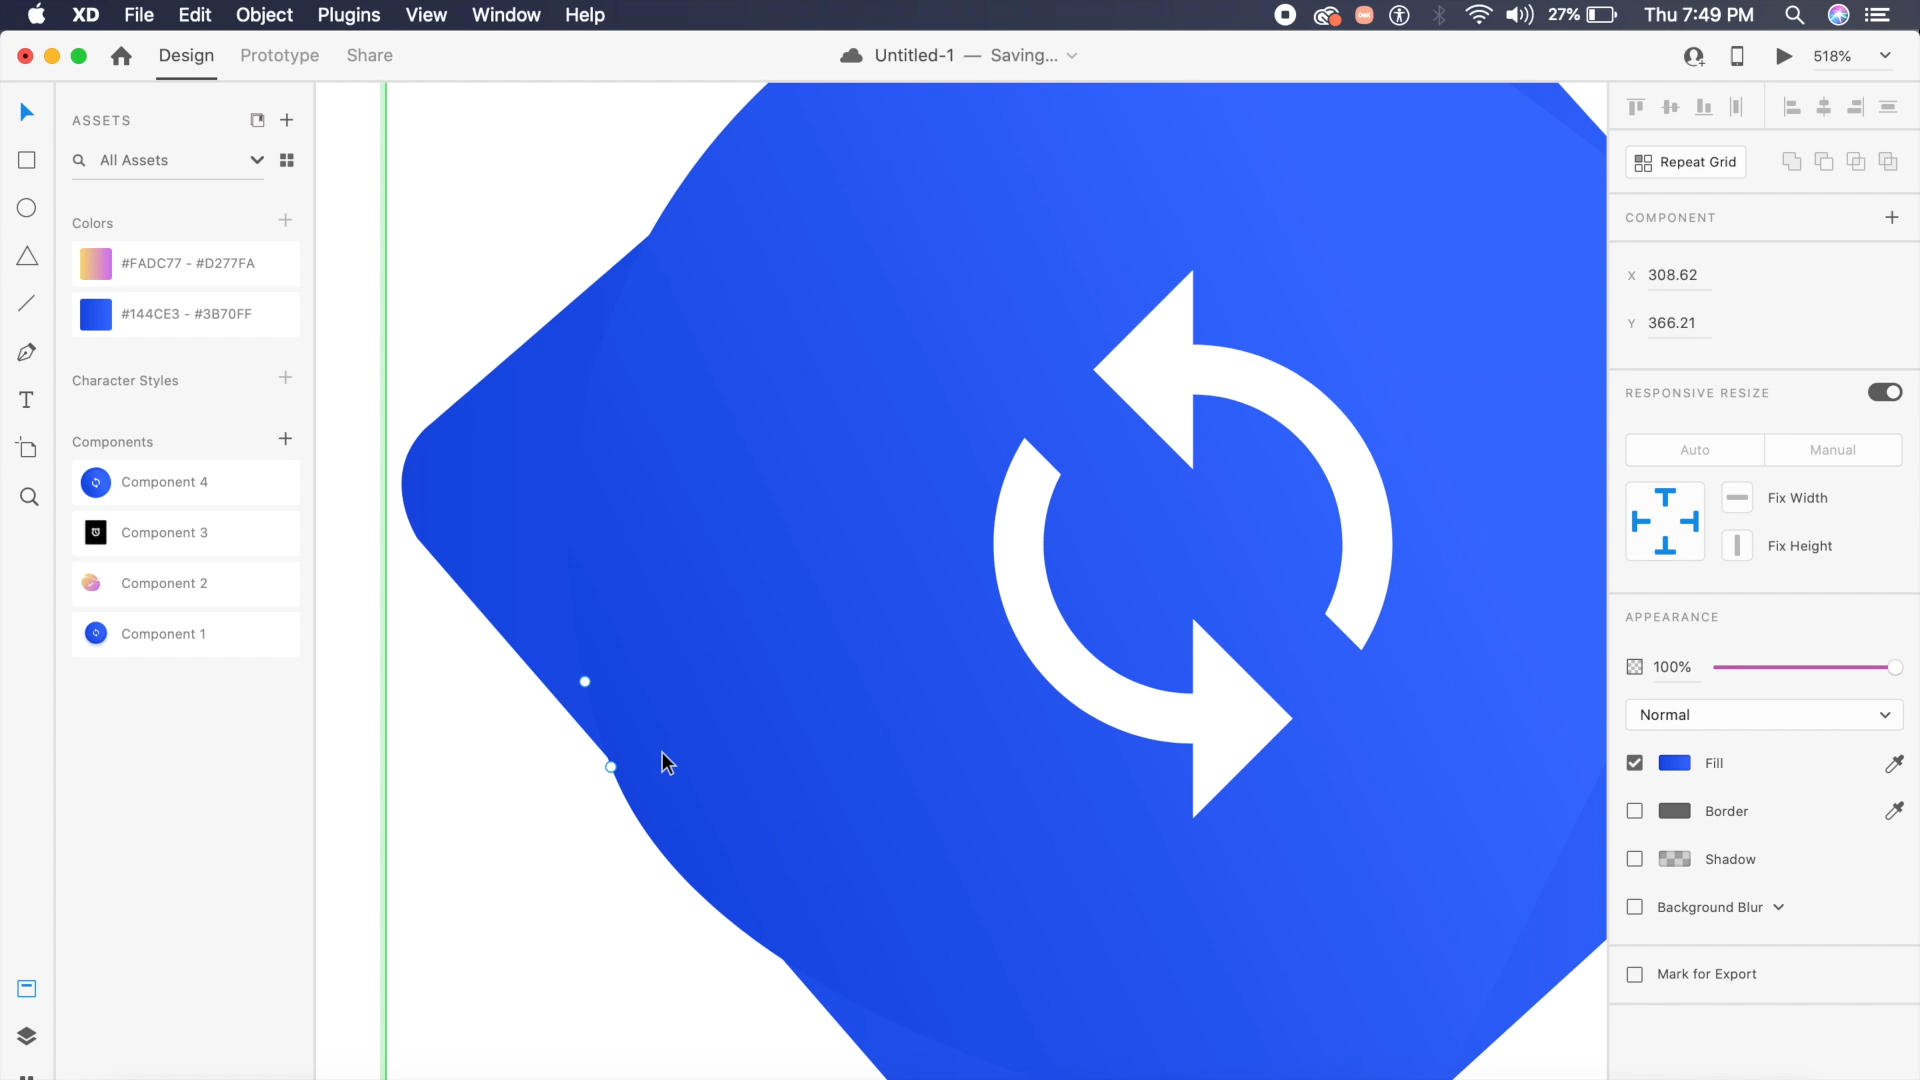 XD File Edit Object Plugins View Window Help 27% Thu 7:49 PM
Design Prototype Share Untitled-1 — Saving... 518%
ASSETS
All Assets
Colors
#FADC77 - #D277FA
#144CE3 - #3B70FF
Character Styles
Components
Component 4
Component 3
Component 2
Component 1
Repeat Grid
COMPONENT
X 308.62
Y 366.21
RESPONSIVE RESIZE
Auto Manual
Fix Width
Fix Height
APPEARANCE
100%
Normal
Fill
Border
Shadow
Background Blur
Mark for Export